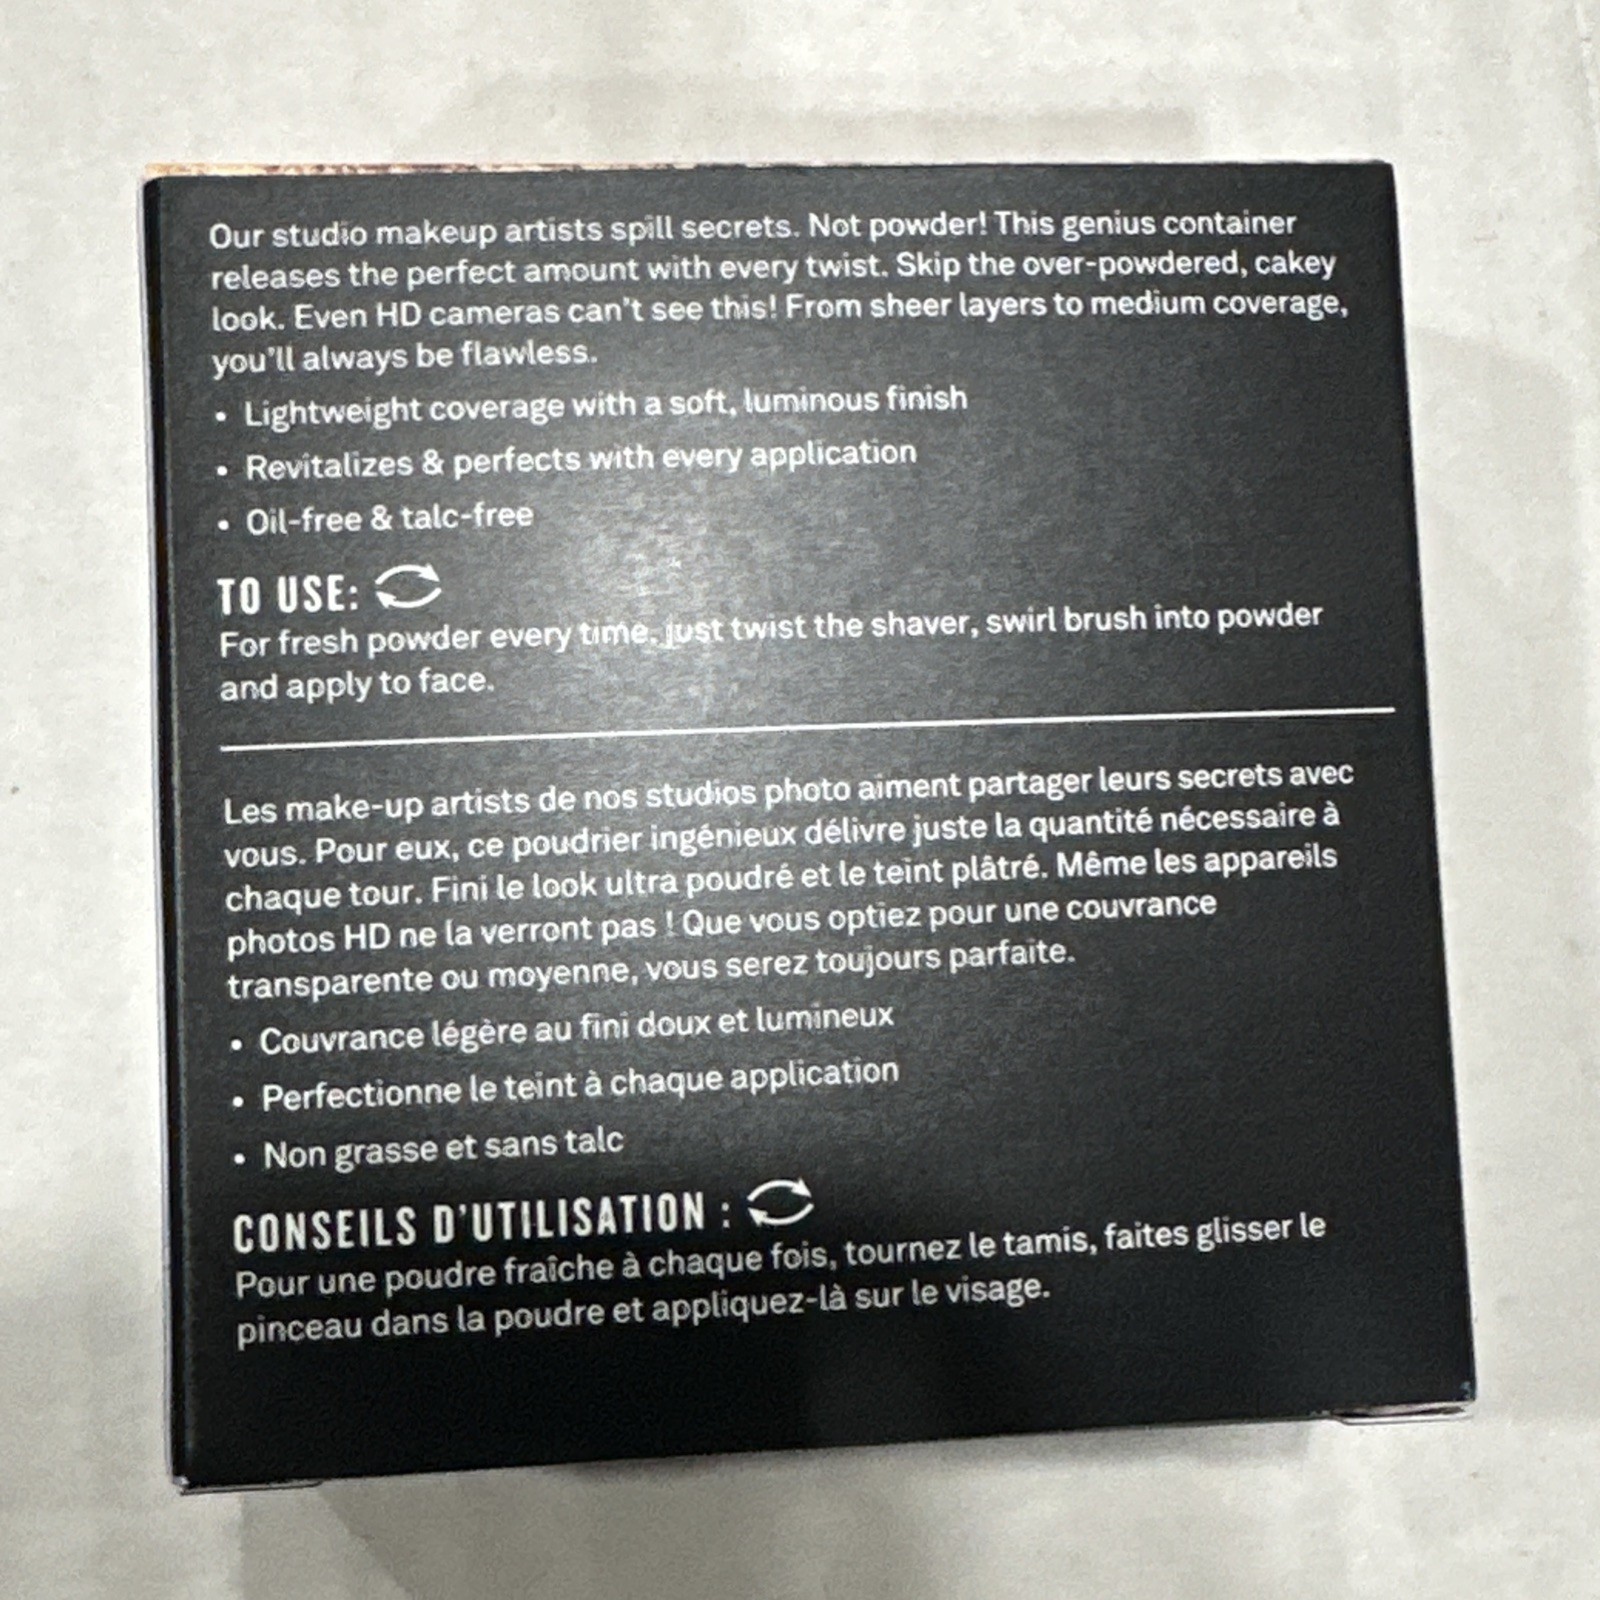 Our studio makeup artists spill secrets. Not powder! This genius container
releases the perfect amount with every twist. Skip the over-powdered, cakey
look. Even HD cameras can't see this! From sheer layers to medium coverage,
you'll always be flawless.
• Lightweight coverage with a soft, luminous finish
• Revitalizes & perfects with every application
• Oil-free & talc-free
TO USE:
For fresh powder every time, just twist the shaver, swirl brush into powder
and apply to face.
Les make-up artists de nos studios photo aiment partager leurs secrets avec
vous. Pour eux, ce poudrier ingénieux délivre juste la quantité nécessaire à
chaque tour. Fini le look ultra poudré et le teint plâtré. Même les appareils
photos HD ne la verront pas ! Que vous optiez pour une couvrance
transparente ou moyenne, vous serez toujours parfaite.
• Couvrance légère au fini doux et lumineux
• Perfectionne le teint à chaque application
• Non grasse et sans talc
CONSEILS D'UTILISATION :
Pour une poudre fraîche à chaque fois, tournez le tamis, faites glisser le
pinceau dans la poudre et appliquez-là sur le visage.